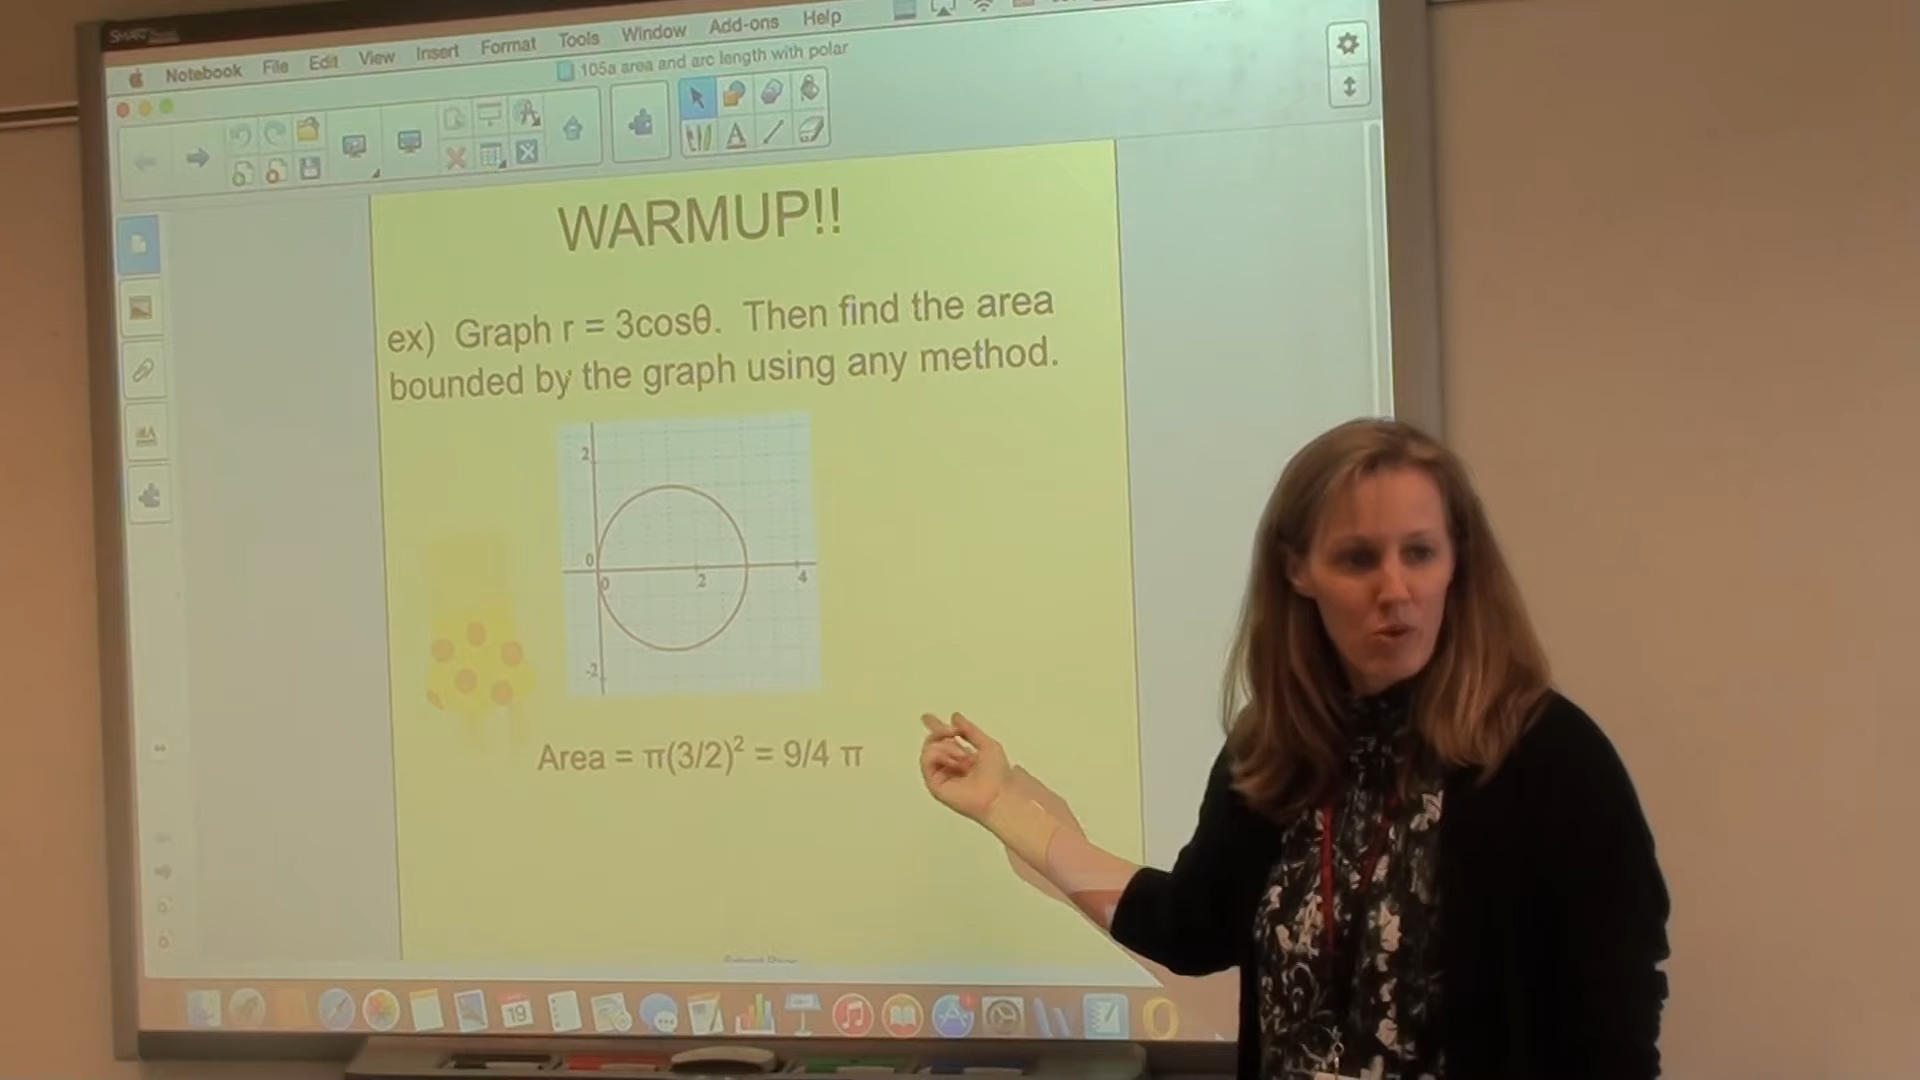 SMART
Notebook File Edit View Insert Format Tools Window Add-ons Help
105a area and arc length with polar
WARMUP!!
ex) Graph r = 3cosθ. Then find the area
bounded by the graph using any method.
2
0
0 2 4
-2
Area = π(3/2)² = 9/4 π
19